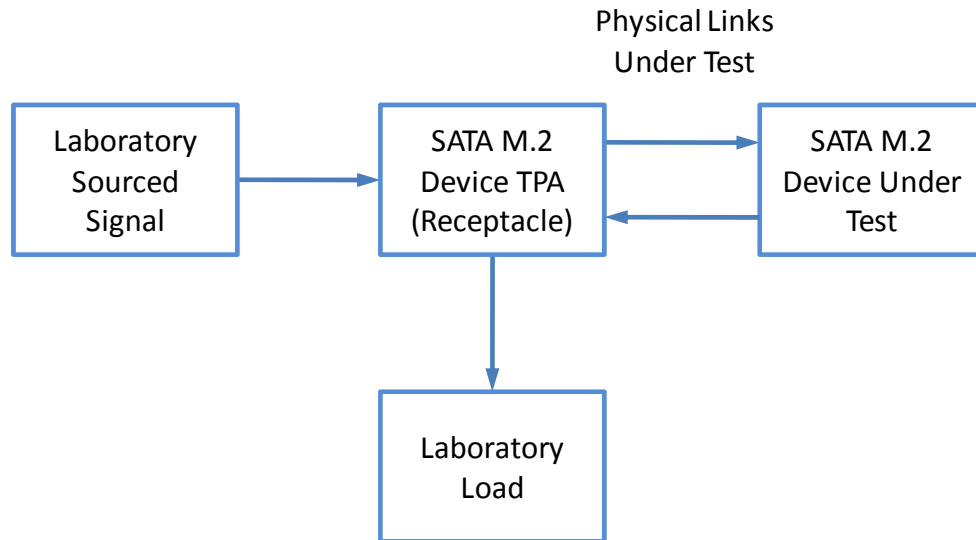 Physical Links
Under Test
Laboratory
Sourced
Signal
SATA M.2
Device TPA
(Receptacle)
SATA M.2
Device Under
Test
Laboratory
Load